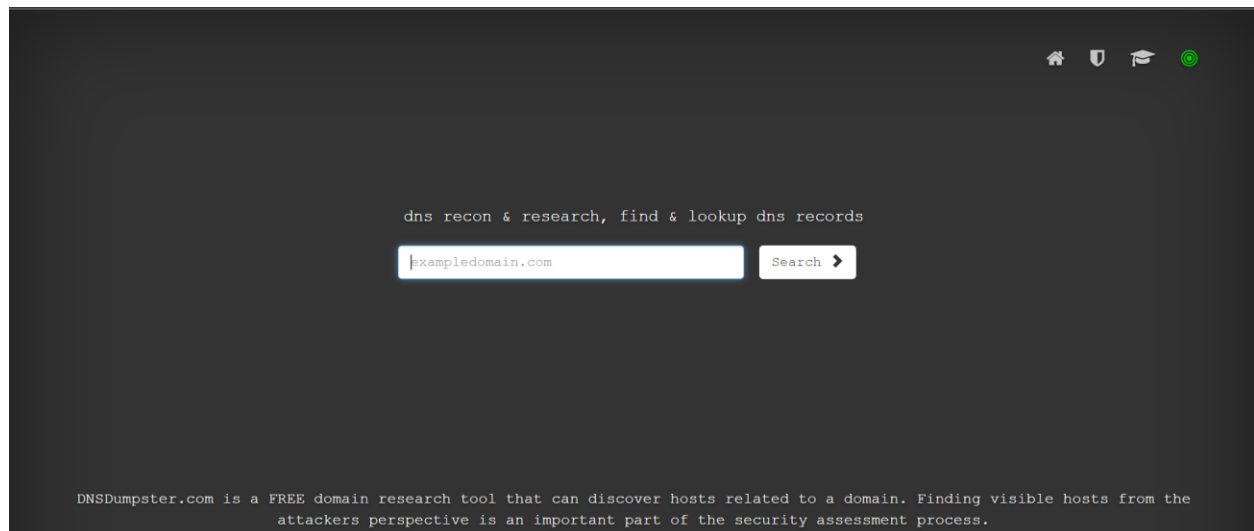 dns recon & research, find & lookup dns records
exampledomain.com
Search
DNSDumpster.com is a FREE domain research tool that can discover hosts related to a domain. Finding visible hosts from the
attackers perspective is an important part of the security assessment process.